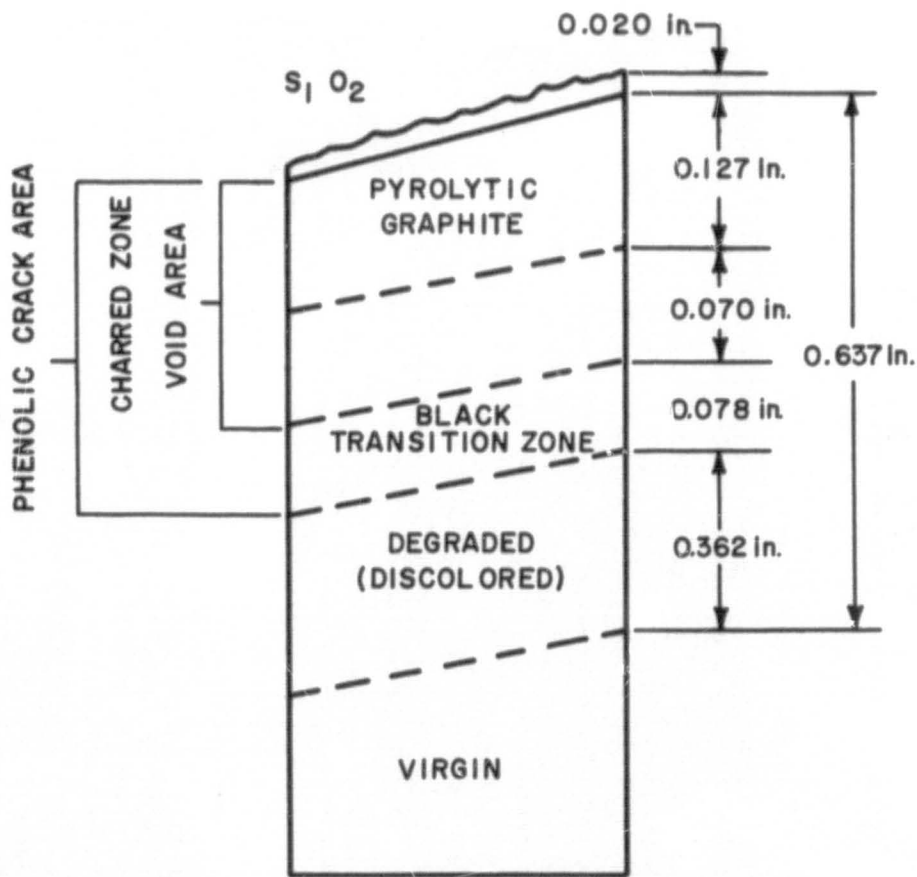 0.020 in.
S₁ O₂
0.127 in.
PYROLYTIC
GRAPHITE
PHENOLIC CRACK AREA
CHARRED ZONE
VOID AREA
0.070 in.
0.637 in.
BLACK
TRANSITION ZONE
0.078 in.
DEGRADED
(DISCOLORED)
0.362 in.
VIRGIN